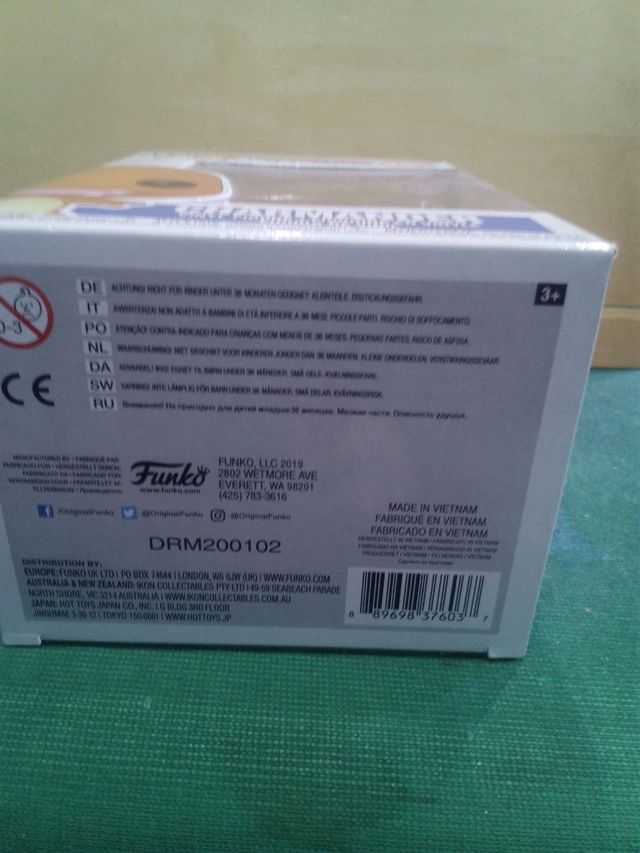 3+
0-3
DE ACHTUNG! NICHT FÜR KINDER UNTER 36 MONATEN GEEIGNET. KLEINTEILE. ERSTICKUNGSGEFAHR.
IT AVVERTENZA! NON ADATTO A BAMBINI DI ETÀ INFERIORE A 36 MESI. PICCOLE PARTI. RISCHIO DI SOFFOCAMENTO.
PO ATENÇÃO! CONTRA INDICADO PARA CRIANÇAS COM MENOS DE 36 MESES. PEQUENAS PARTES. RISCO DE ASFIXIA.
NL WAARSCHUWING! NIET GESCHIKT VOOR KINDEREN JONGER DAN 36 MAANDEN. KLEINE ONDERDELEN. VERSTIKKINGSGEVAAR.
DA ADVARSEL! IKKE EGNET TIL BØRN UNDER 36 MÅNEDER. SMÅ DELE. KVÆLNINGSFARE.
SW VARNING! INTE LÄMPLIG FÖR BARN UNDER 36 MÅNADER. SMÅ DELAR. KVÄVNINGSRISK.
RU Внимание! Не пригодно для детей младше 36 месяцев. Мелкие части. Опасность удушья.
CE
MANUFACTURED BY / FABRIQUÉ PAR
Funko
www.funko.com
FUNKO, LLC 2019
2802 WETMORE AVE
EVERETT, WA 98201
(425) 783-3616
/OriginalFunko @OriginalFunko @OriginalFunko
DRM200102
MADE IN VIETNAM
FABRIQUÉ EN VIETNAM
FABRICADO EN VIETNAM
DISTRIBUTION BY:
EUROPE: FUNKO UK LTD | PO BOX 74644 | LONDON, W6 6JW (UK) | WWW.FUNKO.COM
AUSTRALIA & NEW ZEALAND: IKON COLLECTABLES PTY LTD | 49-59 SEABEACH PARADE
NORTH SHORE, VIC 3214 AUSTRALIA | WWW.IKONCOLLECTABLES.COM.AU
JAPAN: HOT TOYS JAPAN CO., INC. | G BLDG 3RD FLOOR
JINGUMAE 3-30-12 | TOKYO 150-0001 | WWW.HOTTOYS.JP
8 89698 37603 7